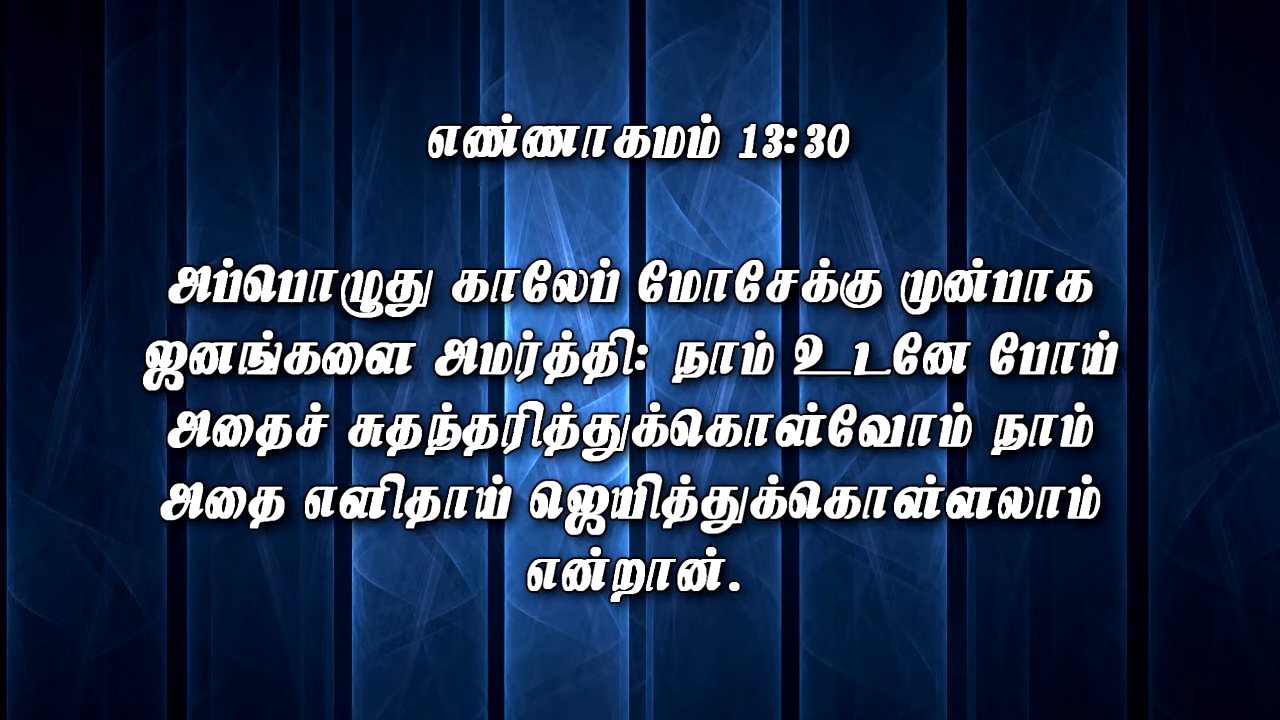 எண்ணாகமம் 13:30
அப்பொழுது காலேப் மோசேக்கு முன்பாக
ஜனங்களை அமர்த்தி: நாம் உடனே போய்
அதைச் சுதந்தரித்துக்கொள்வோம் நாம்
அதை எளிதாய் ஜெயித்துக்கொள்ளலாம்
என்றான்.